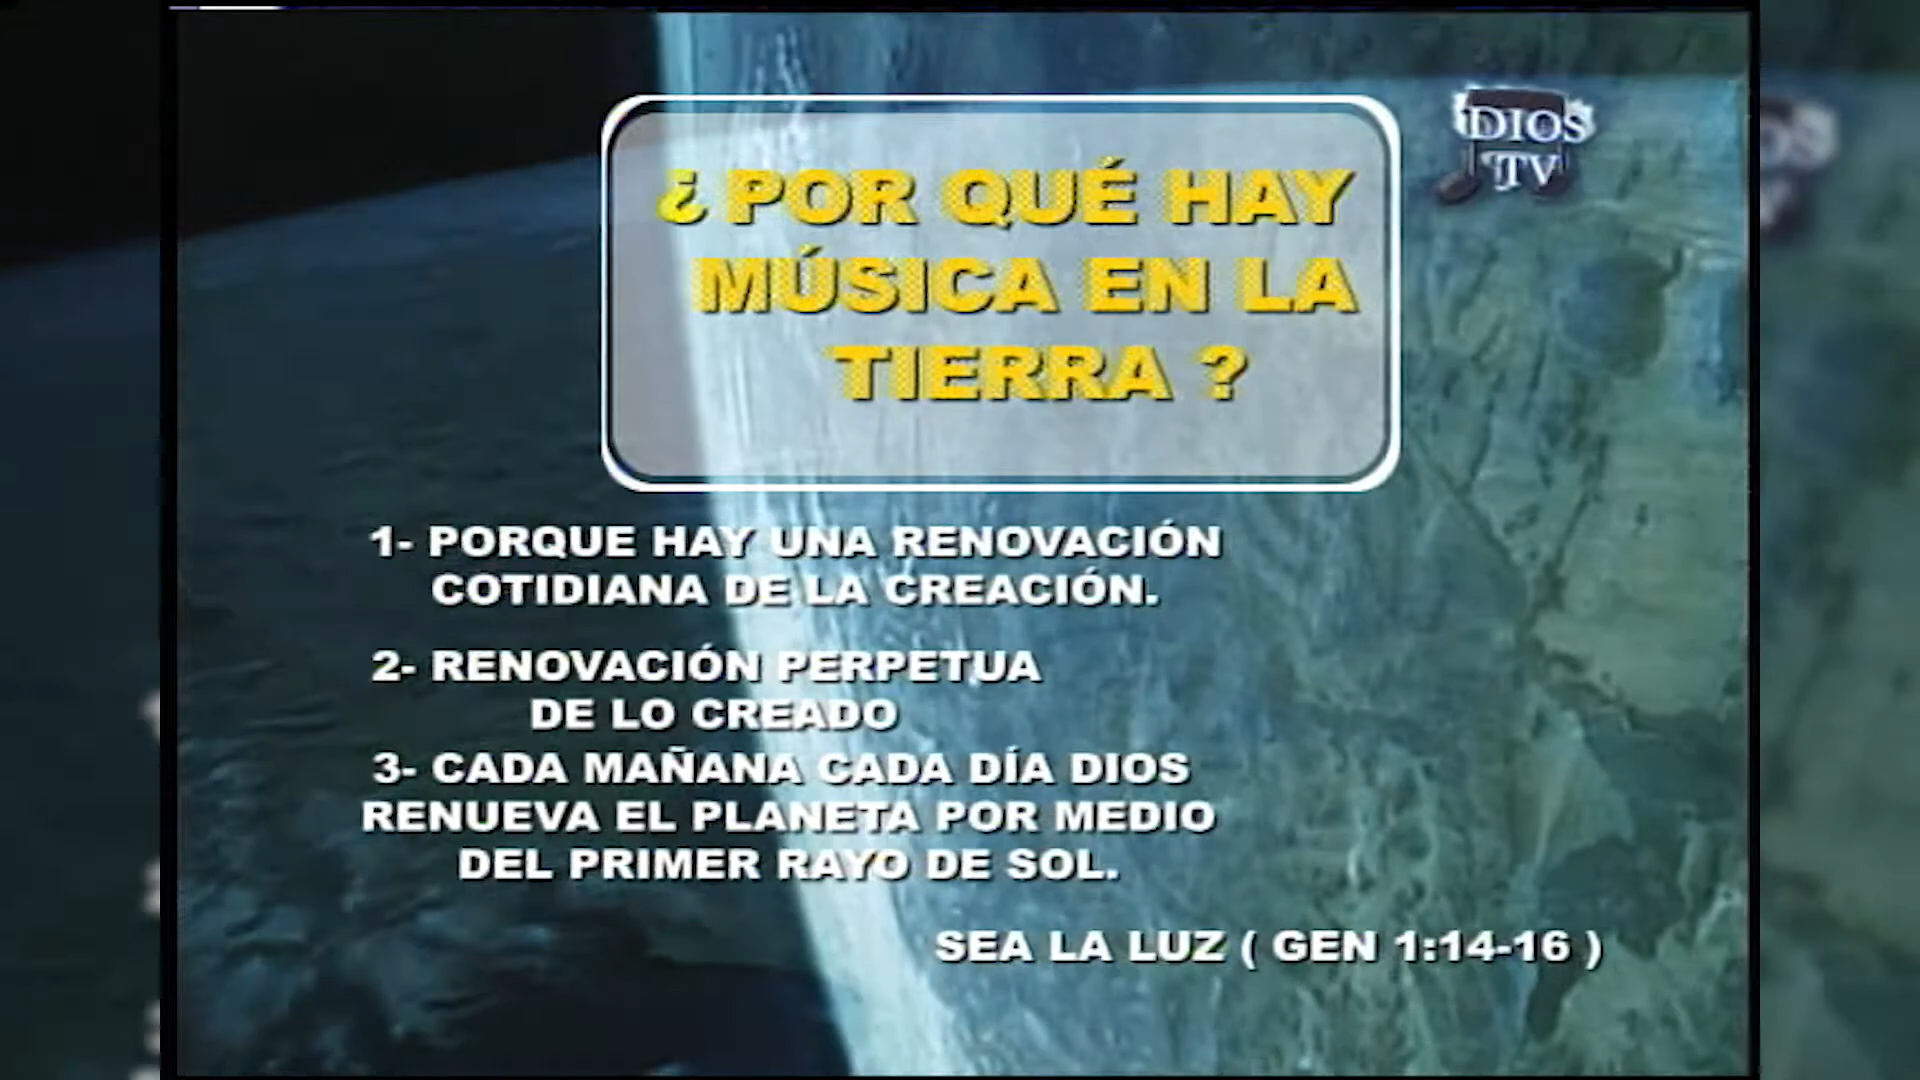 ¿ POR QUÉ HAY
MÚSICA EN LA
TIERRA ?
DIOS
TV
1- PORQUE HAY UNA RENOVACIÓN
COTIDIANA DE LA CREACIÓN.
2- RENOVACIÓN PERPETUA
DE LO CREADO
3- CADA MAÑANA CADA DÍA DIOS
RENUEVA EL PLANETA POR MEDIO
DEL PRIMER RAYO DE SOL.
SEA LA LUZ ( GEN 1:14-16 )